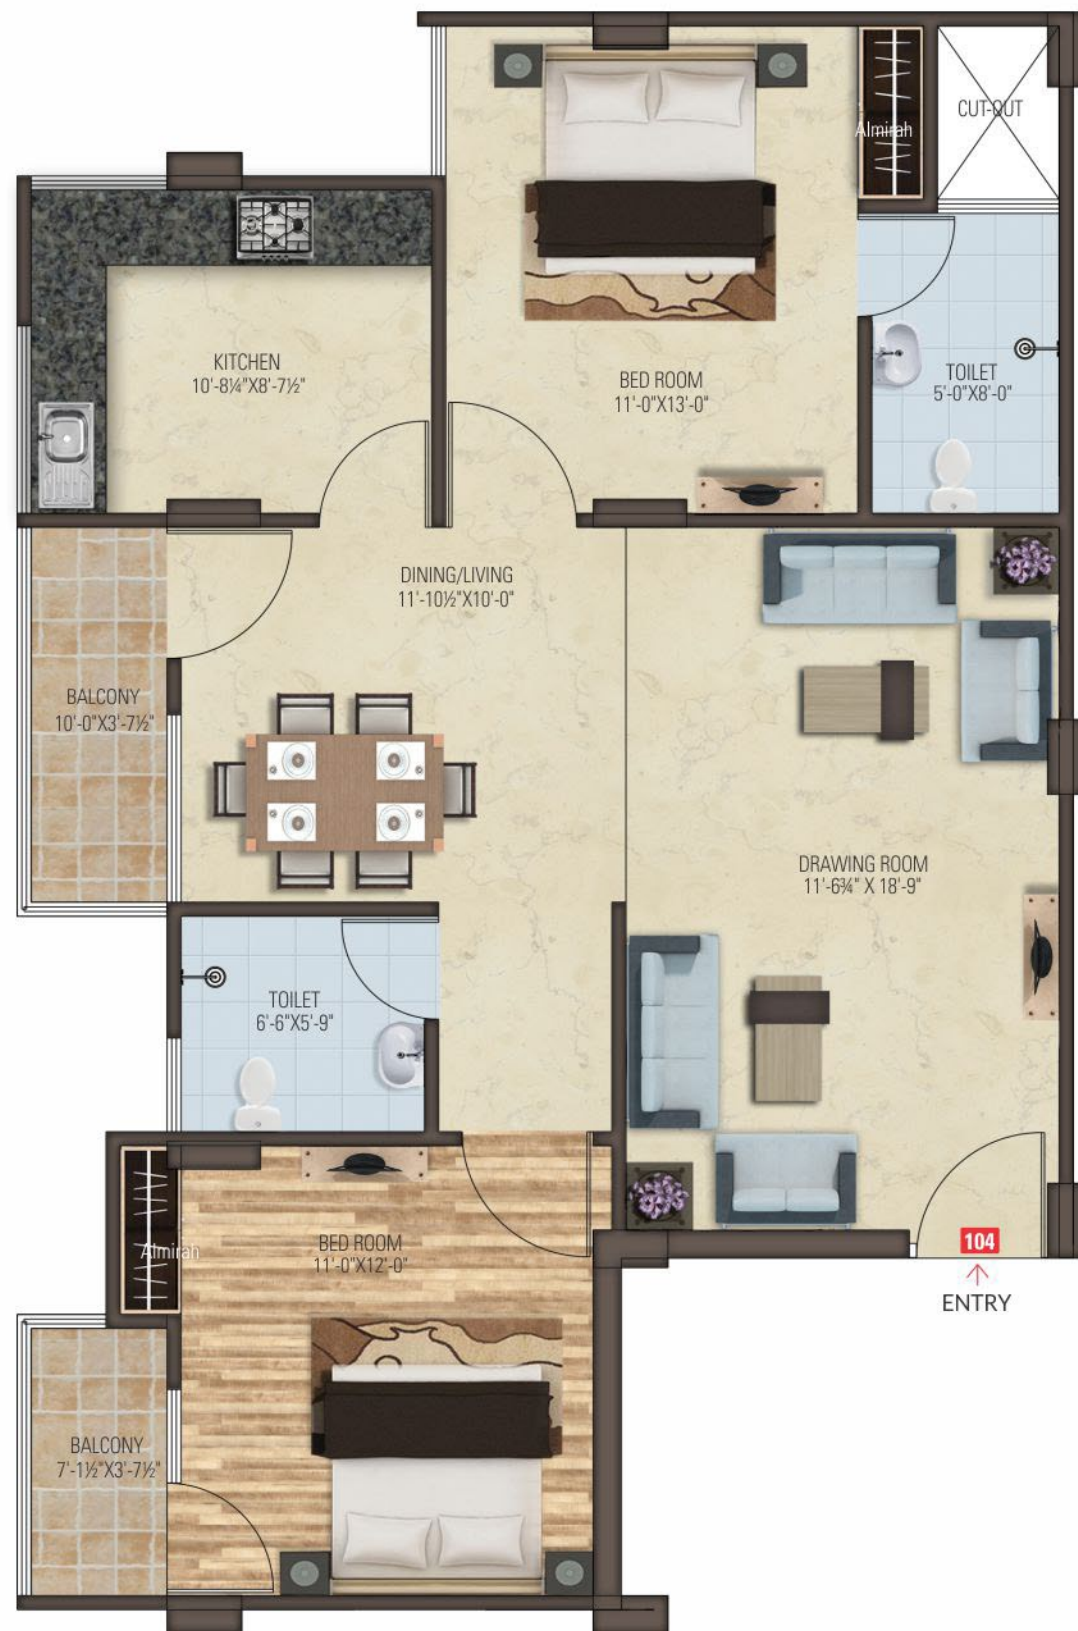 CUT-OUT
Almirah
KITCHEN
10'-8¼"X8'-7½"
BED ROOM
11'-0"X13'-0"
TOILET
5'-0"X8'-0"
DINING/LIVING
11'-10½"X10'-0"
BALCONY
10'-0"X3'-7½"
DRAWING ROOM
11'-6¾" X 18'-9"
TOILET
6'-6"X5'-9"
Almirah
BED ROOM
11'-0"X12'-0"
104
ENTRY
BALCONY
7'-1½"X3'-7½"